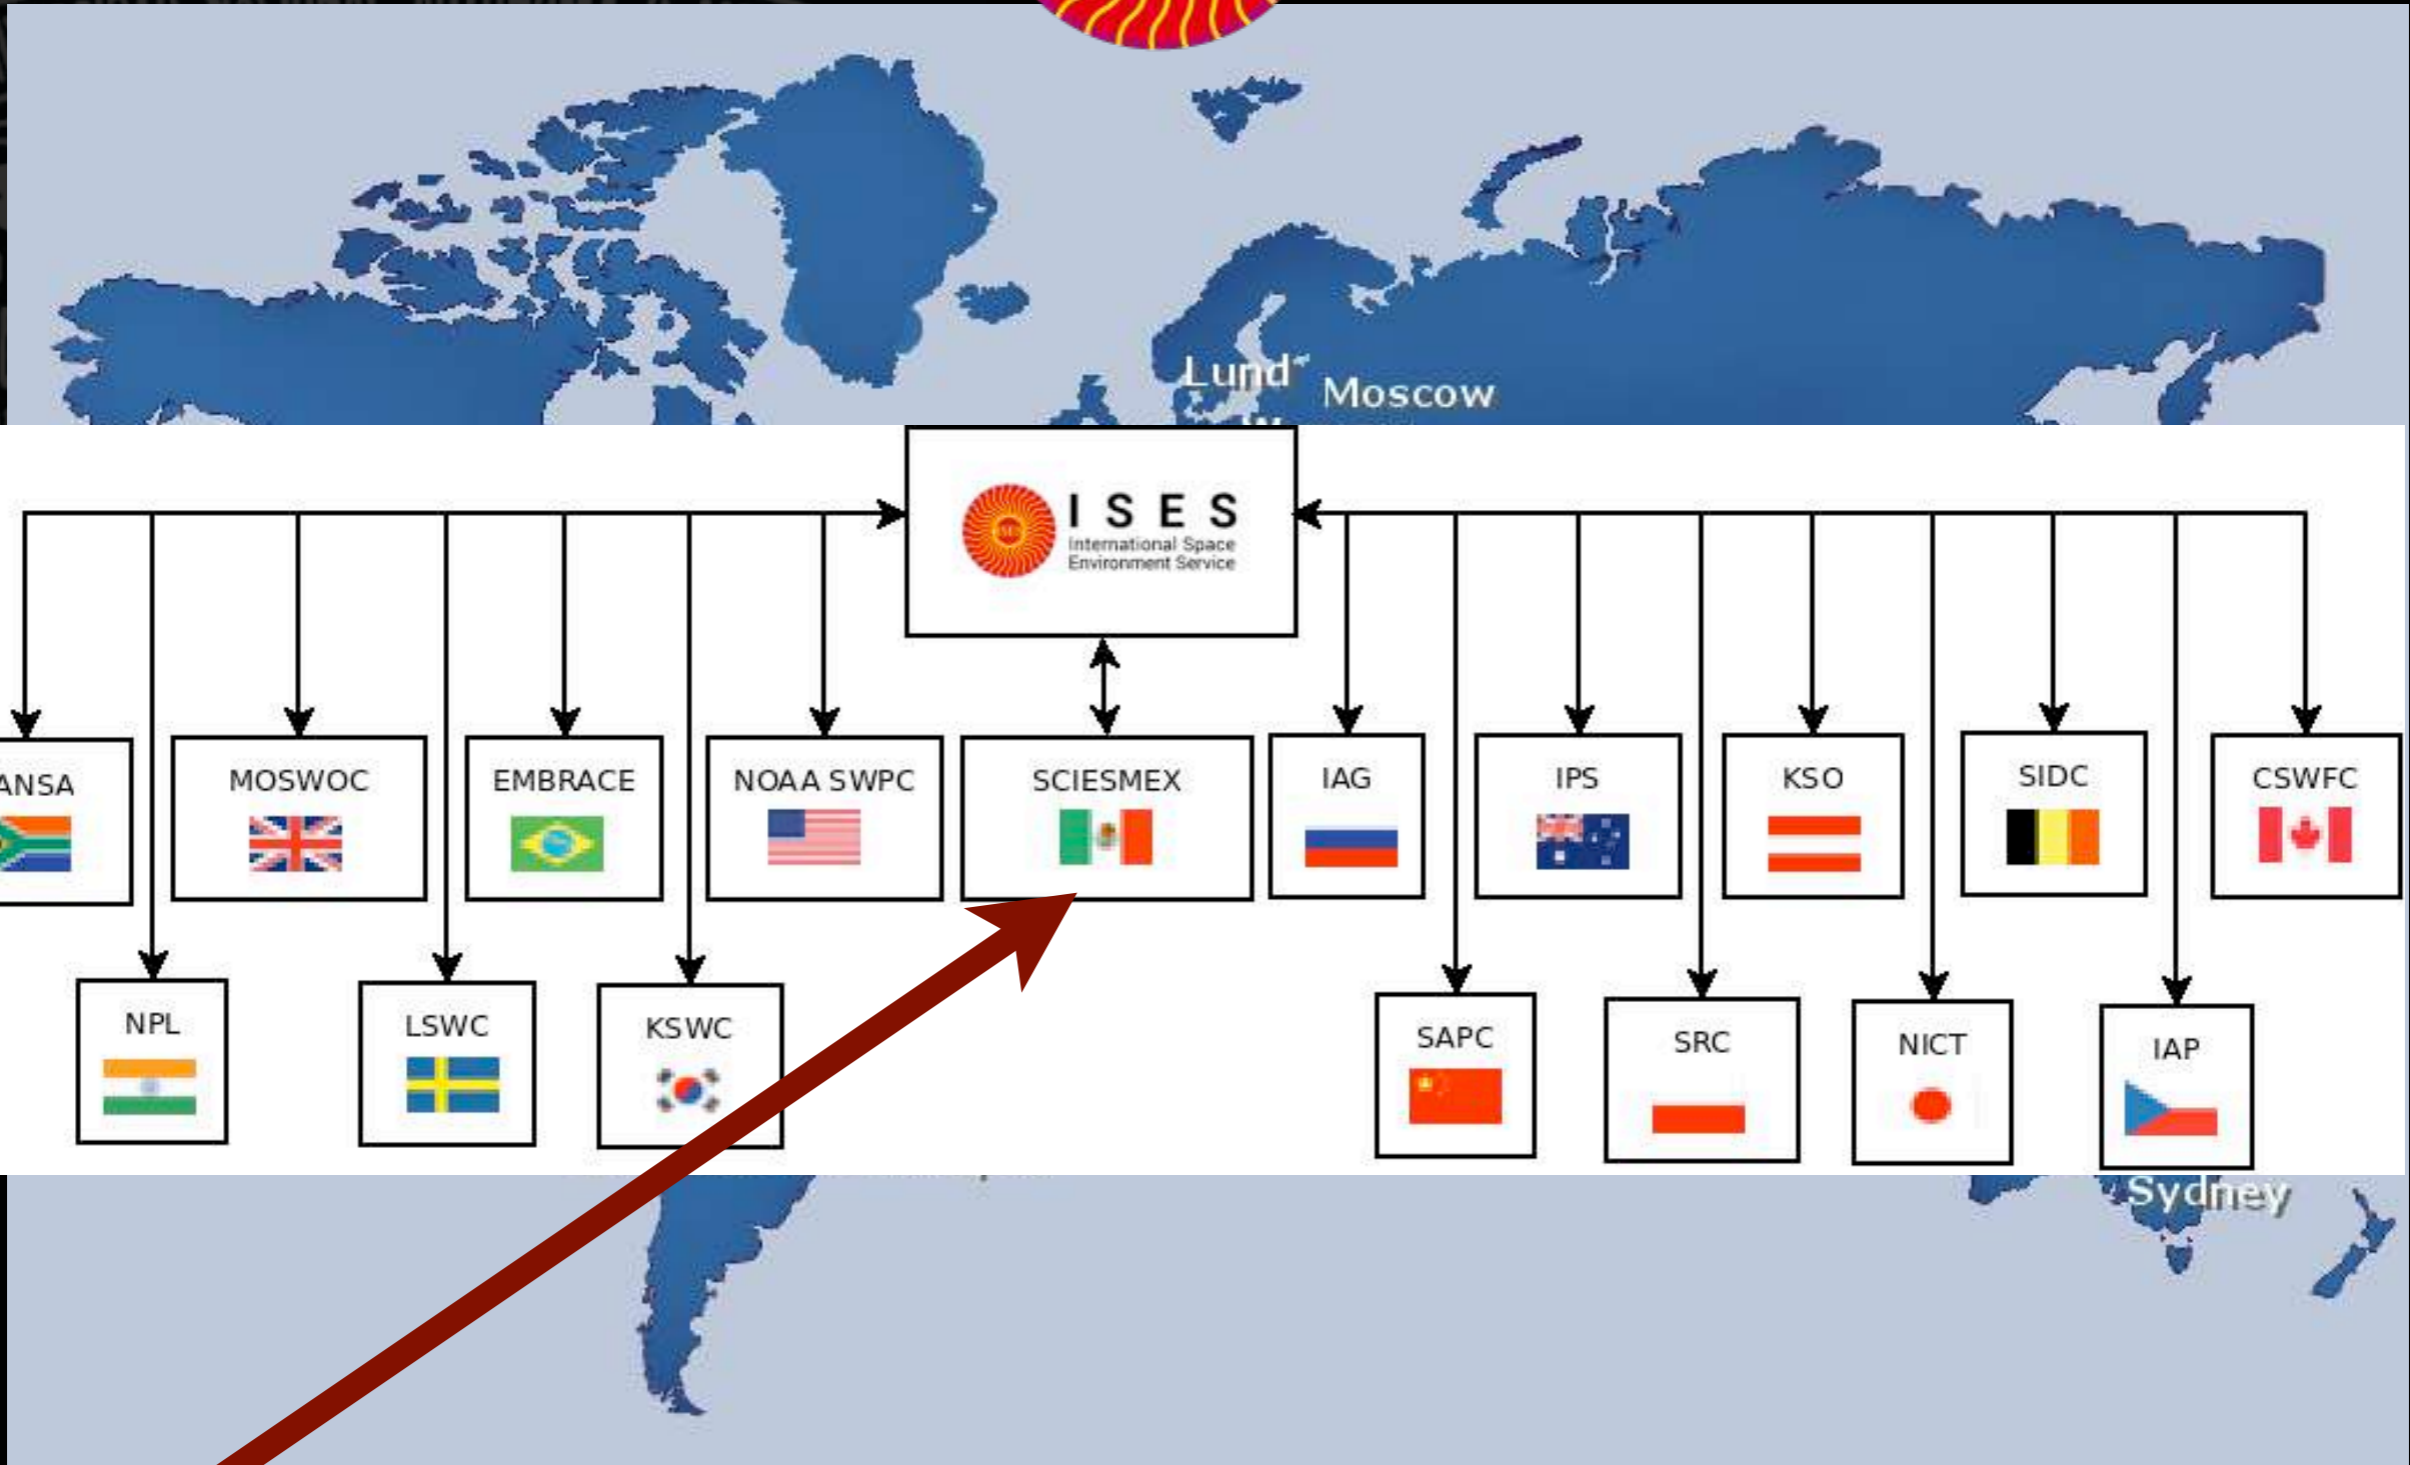 Lund
Moscow
I S E S
International Space
Environment Service
ANSA
MOSWOC
EMBRACE
NOAA SWPC
SCIESMEX
IAG
IPS
KSO
SIDC
CSWFC
NPL
LSWC
KSWC
SAPC
SRC
NICT
IAP
Sydney